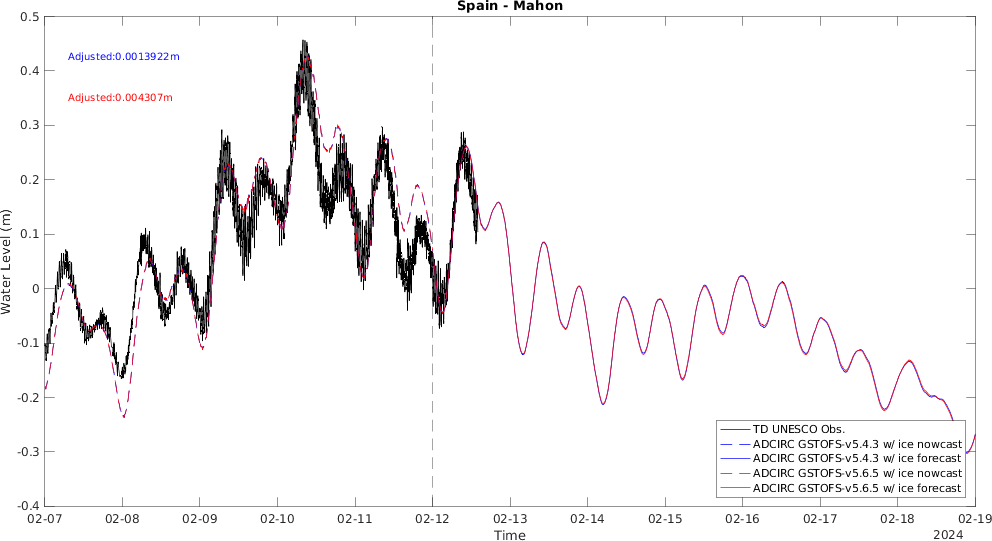 Spain - Mahon
Adjusted:0.0013922m
Adjusted:0.004307m
Water Level (m)
0.5
0.4
0.3
0.2
0.1
0
-0.1
-0.2
-0.3
-0.4
TD UNESCO Obs.
ADCIRC GSTOFS-v5.4.3 w/ ice nowcast
ADCIRC GSTOFS-v5.4.3 w/ ice forecast
ADCIRC GSTOFS-v5.6.5 w/ ice nowcast
ADCIRC GSTOFS-v5.6.5 w/ ice forecast
02-07 02-08 02-09 02-10 02-11 02-12 02-13 02-14 02-15 02-16 02-17 02-18 02-19
Time
2024